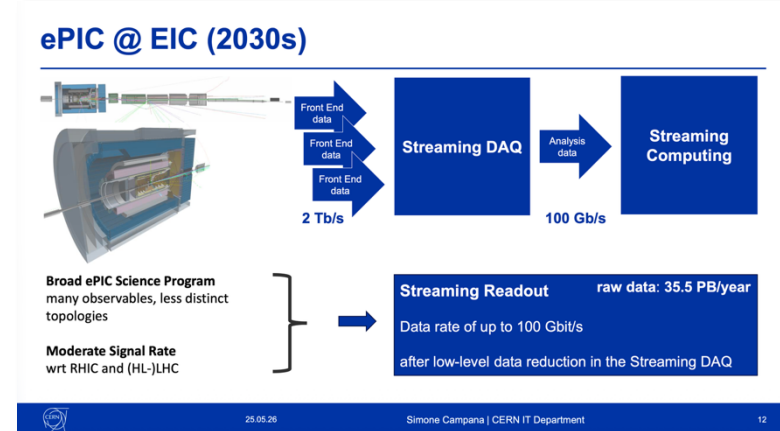 ePIC @ EIC (2030s)
Front End
data
Front End
data
Front End
data
2 Tb/s
Streaming DAQ
Analysis
data
100 Gb/s
Streaming
Computing
Broad ePIC Science Program
many observables, less distinct
topologies
Moderate Signal Rate
wrt RHIC and (HL-)LHC
Streaming Readout
raw data: 35.5 PB/year
Data rate of up to 100 Gbit/s
after low-level data reduction in the Streaming DAQ
CERN
25.05.26
Simone Campana | CERN IT Department
12